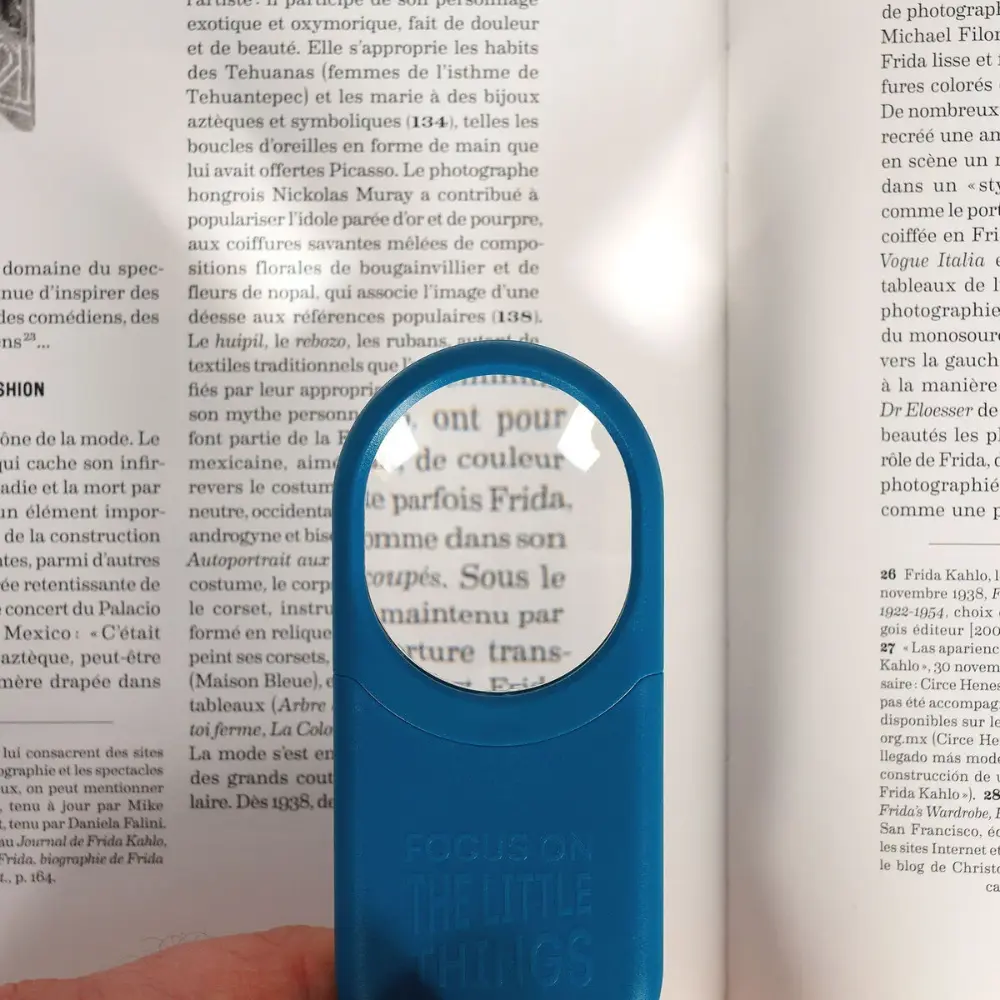 domaine du spec-
nue d'inspirer des
des comédiens, des
ns²³...
SHION
ône de la mode. Le
qui cache son infir-
adie et la mort par
un élément impor-
de la construction
ntes, parmi d'autres
ée retentissante de
concert du Palacio
Mexico : « C'était
aztèque, peut-être
mère drapée dans
lui consacrent des sites
ographie et les spectacles
ux, on peut mentionner
, tenu à jour par Mike
t, tenu par Daniela Falini.
au Journal de Frida Kahlo,
Frida, biographie de Frida
t., p. 164.
l'artiste : il participe de son personnage
exotique et oxymorique, fait de douleur
et de beauté. Elle s'approprie les habits
des Tehuanas (femmes de l'isthme de
Tehuantepec) et les marie à des bijoux
aztèques et symboliques (134), telles les
boucles d'oreilles en forme de main que
lui avait offertes Picasso. Le photographe
hongrois Nickolas Muray a contribué à
populariser l'idole parée d'or et de pourpre,
aux coiffures savantes mêlées de compo-
sitions florales de bougainvillier et de
fleurs de nopal, qui associe l'image d'une
déesse aux références populaires (138).
Le huipil, le rebozo, les rubans, autant de
textiles traditionnels que l'
fiés par leur appropri
son mythe personn
font partie de la
mexicaine, aime
revers le costum
neutre, occidenta
androgyne et bis
Autoportrait aux
costume, le corp
le corset, instru
formé en relique
peint ses corsets,
(Maison Bleue), e
tableaux (Arbre
toi ferme, La Colo
La mode s'est en
des grands cout
laire. Dès 1938, de
ont pour
de couleur
te parfois Frida,
omme dans son
coupés. Sous le
maintenu par
rture trans-
Frid
FOCUS ON
THE LITTLE
THINGS
de photograph
Michael Filon
Frida lisse et
fures colorés
De nombreux
recréé une an
en scène un
dans un « sty
comme le port
coiffée en Fri
Vogue Italia
tableaux de l
photographie
du monosour
vers la gauch
à la manière
Dr Eloesser de
beautés les pl
rôle de Frida, d
photographié
comme une p
26 Frida Kahlo, l
novembre 1938, F
1922-1954, choix
gois éditeur [200
27 « Las aparienc
Kahlo », 30 novem
saire : Circe Henes
pas été accompag
disponibles sur le
org.mx (Circe He
llegado más mode
construcción de u
Frida Kahlo »). 28
Frida's Wardrobe, F
San Francisco, éd
les sites Internet et
le blog de Christo
ca